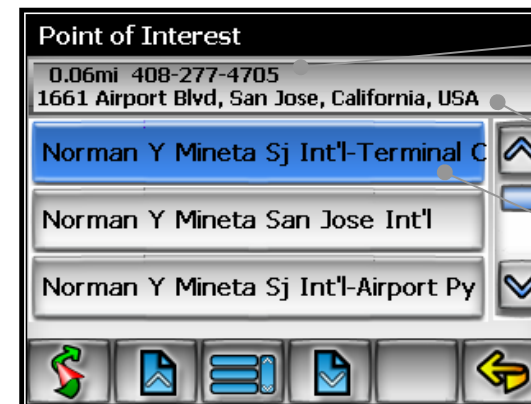 Point of Interest
0.06mi 408-277-4705
1661 Airport Blvd, San Jose, California, USA
Norman Y Mineta Sj Int'l-Terminal C
Norman Y Mineta San Jose Int'l
Norman Y Mineta Sj Int'l-Airport Py